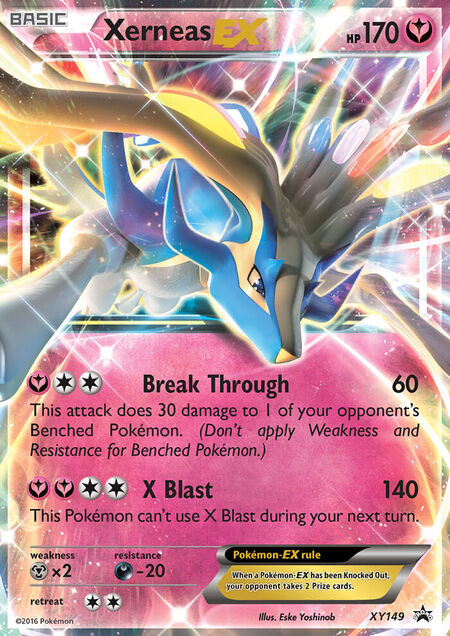 BASIC
Xerneas EX
HP 170
Break Through 60
This attack does 30 damage to 1 of your opponent's
Benched Pokémon. (Don't apply Weakness and
Resistance for Benched Pokémon.)
X Blast 140
This Pokémon can't use X Blast during your next turn.
weakness resistance
×2 -20
Pokémon-EX rule
When a Pokémon-EX has been Knocked Out,
your opponent takes 2 Prize cards.
retreat
©2016 Pokémon
Illus. Eske Yoshinob
XY149